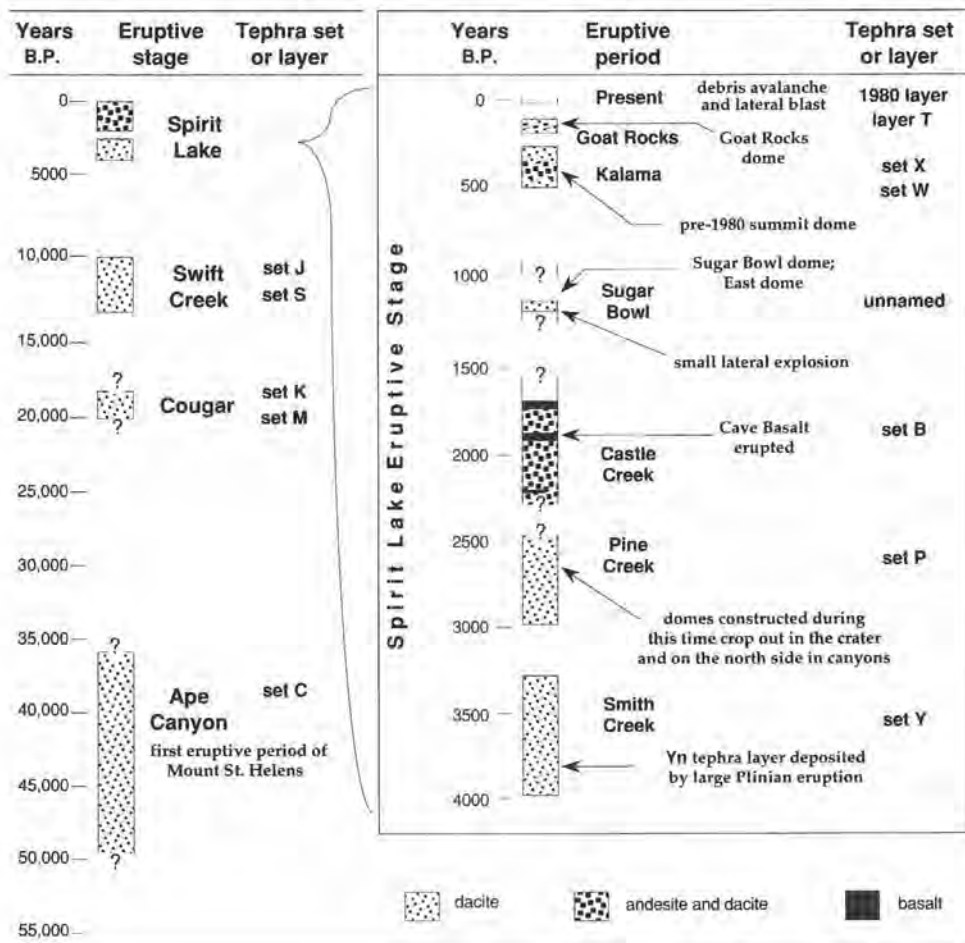 Years
B.P.
Eruptive
stage
Tephra set
or layer
0
Spirit
Lake
5000
10,000
Swift
Creek
set J
set S
15,000
?
Cougar
set K
set M
20,000
?
25,000
30,000
35,000
?
Ape
Canyon
set C
40,000
first eruptive period of
Mount St. Helens
45,000
50,000
?
55,000
Spirit Lake Eruptive Stage
Years
B.P.
Eruptive
period
Tephra set
or layer
0
Present
debris avalanche
and lateral blast
1980 layer
layer T
Goat Rocks
Goat Rocks
dome
Kalama
set X
set W
500
pre-1980 summit dome
1000
?
Sugar Bowl dome;
East dome
Sugar
Bowl
unnamed
?
small lateral explosion
1500
?
Cave Basalt
erupted
set B
2000
Castle
Creek
?
?
2500
Pine
Creek
set P
3000
domes constructed during
this time crop out in the crater
and on the north side in canyons
Smith
Creek
3500
set Y
Yn tephra layer deposited
by large Plinian eruption
4000
dacite
andesite and dacite
basalt